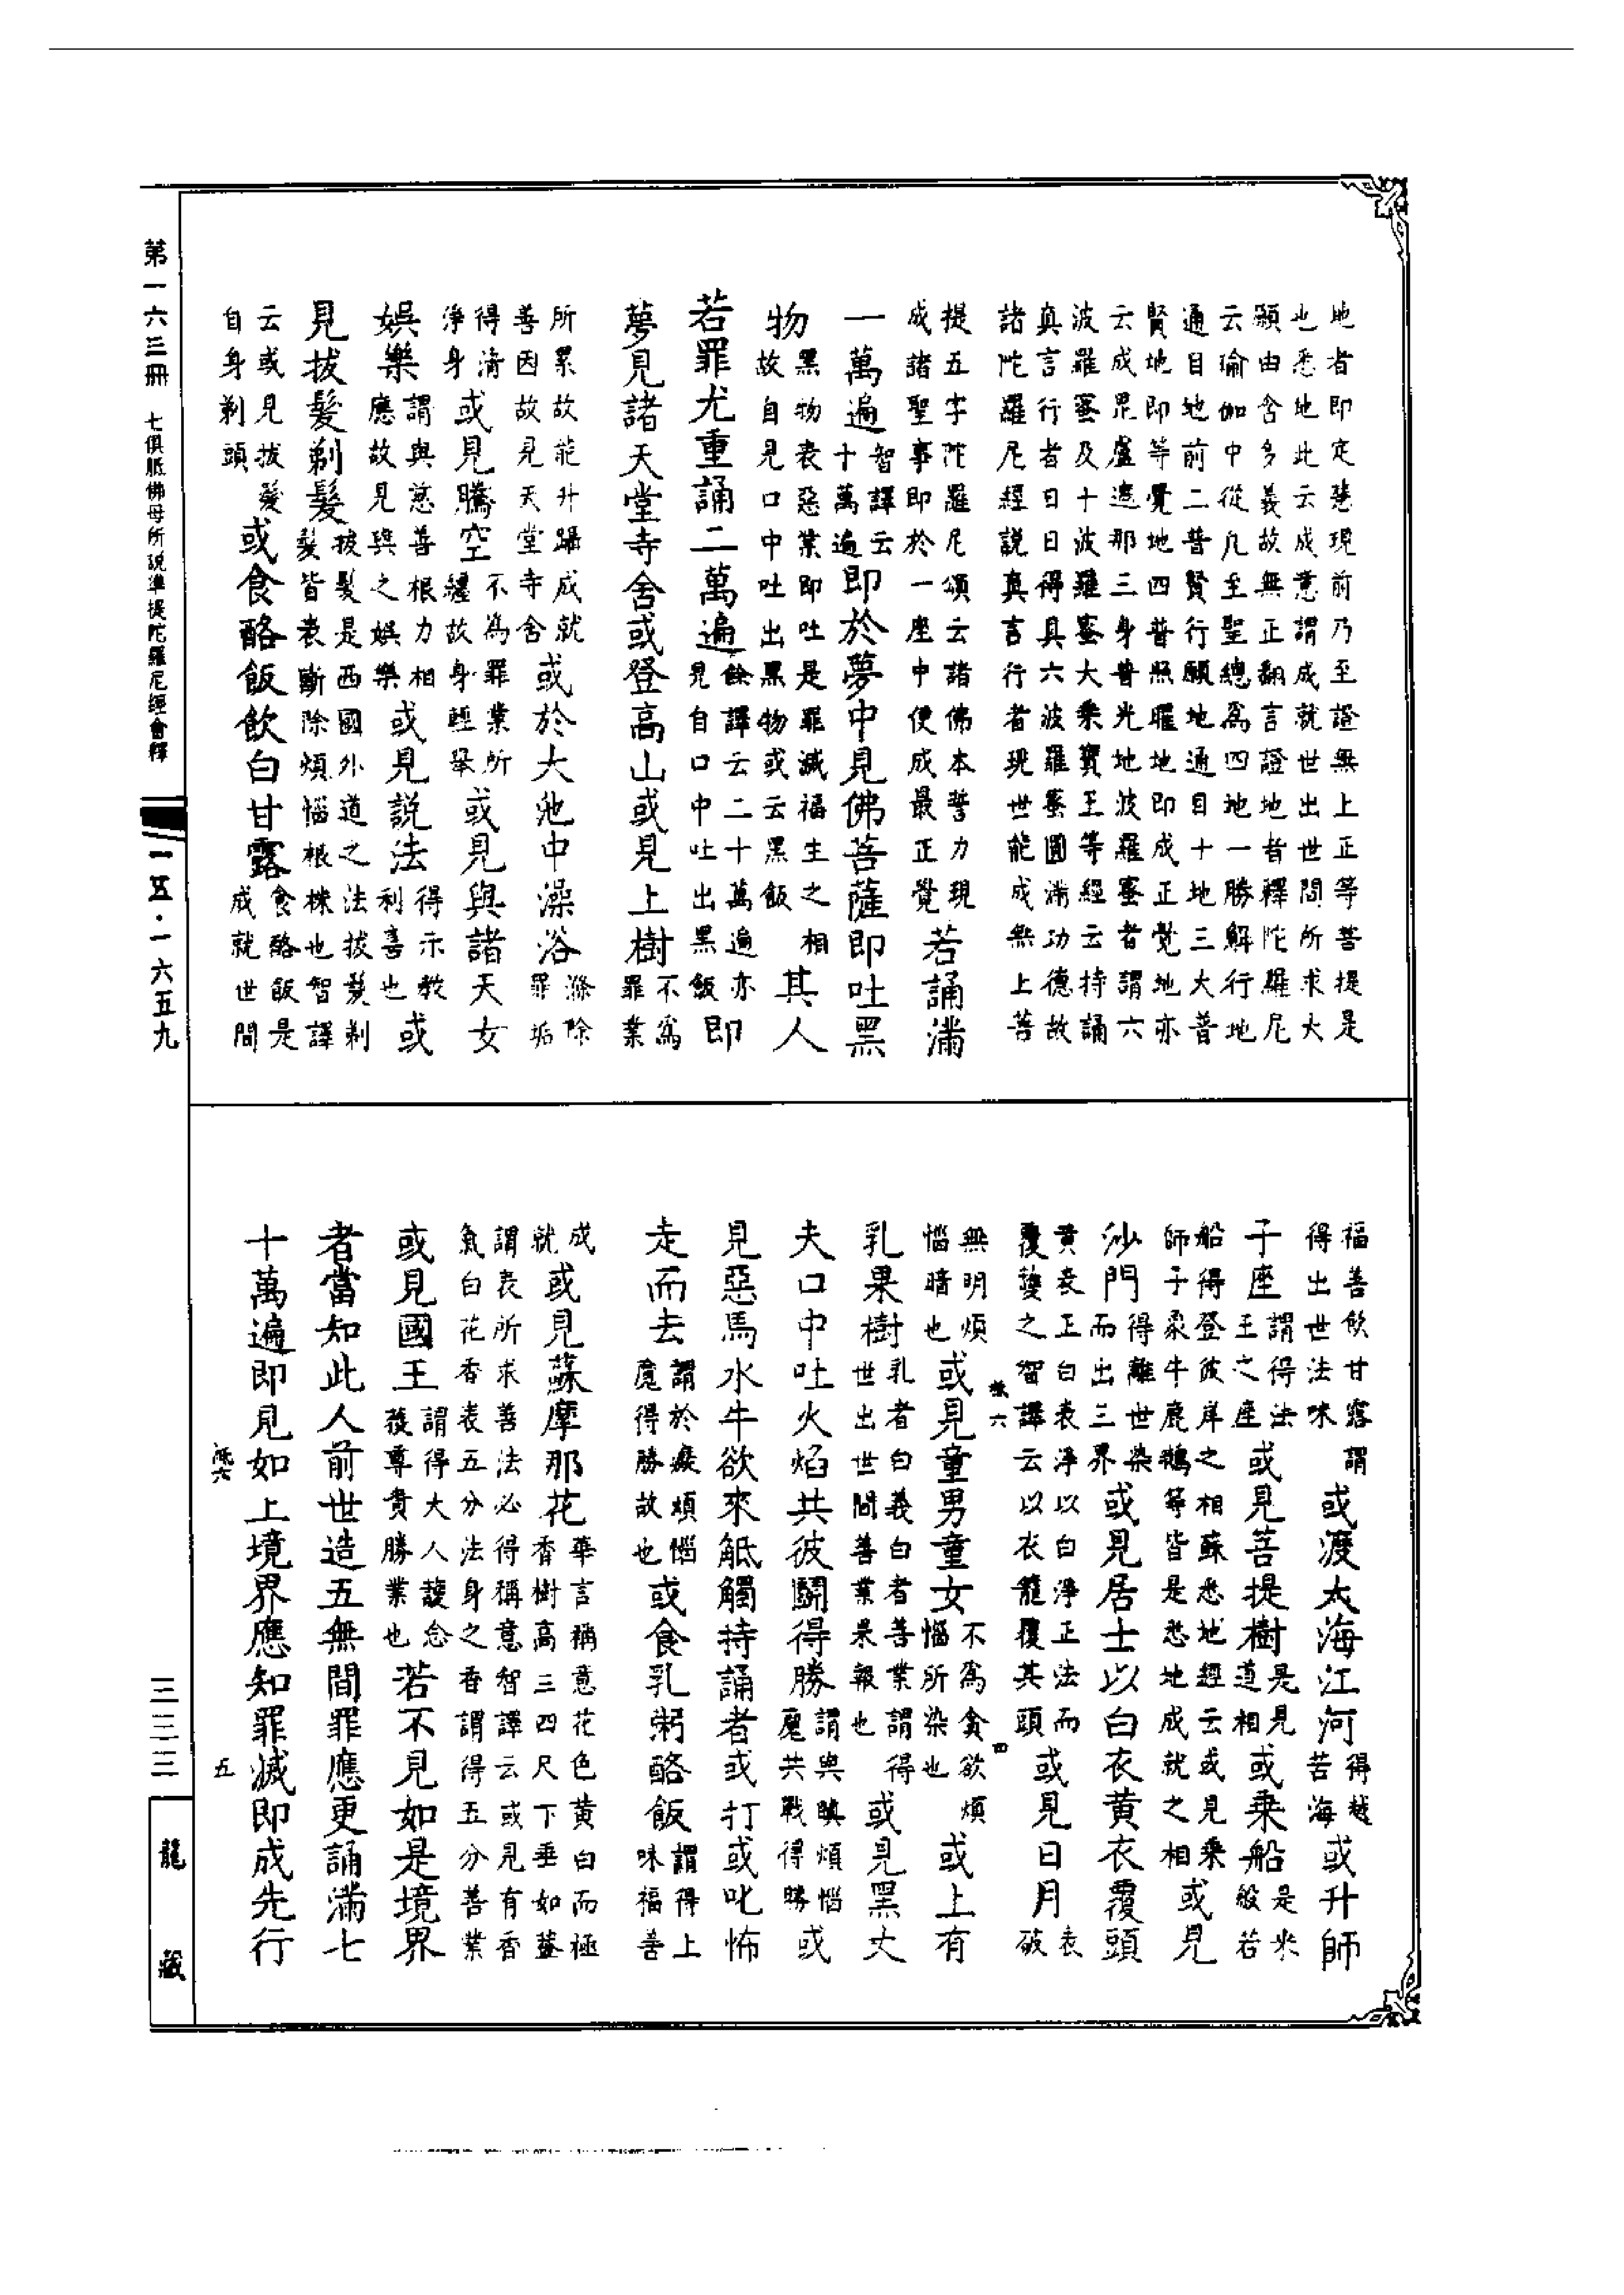 地者即定慧現前乃至證無上正等菩提是
也悉地此云成意謂成就世出世間所求大
願由含多義故無正翻言證地者釋陀羅尼
云瑜伽中從凡至聖總爲四地一勝解行地
通目地前二普賢行願地通目十地三大普
賢地即等覺地四普照曜地即成正覺地亦
云成毘盧遮那三身普光地波羅蜜者謂六
波羅蜜及十波羅蜜大乘寶王等經云持誦
真言行者日日得具六波羅蜜圓滿功德故
諸陀羅尼經說真言行者現世能成無上菩
提五字陀羅尼頌云諸佛本誓力現成諸聖事即於一座中便成最正覺若誦滿
一萬遍智譯云十萬遍即於夢中見佛菩薩即吐黑
物黑物表惡業即吐是罪滅福生之相故自見口中吐出黑物或云黑飯其人
若罪尤重誦二萬遍餘譯云二十萬遍亦見自口中吐出黑飯即
夢見諸天堂寺舍或登高山或見上樹不爲罪業
所累故能升躡成就善因故見天堂寺舍或於大池中澡浴滌除罪垢
得清淨身或見騰空不為罪業所纏故身輕舉或見與諸天女
娛樂謂與慈善根力相應故見與之娛樂或見說法得示教利喜也或
見拔髮剃髮拔髮是西國外道之法拔髮剃髮皆表斷除煩惱根株也智譯
云或見拔髮自身剃頭或食酪飯飲白甘露食酪飯是成就世間
第一六三冊 七俱胝佛母所說準提陀羅尼經會釋
一五·一六五九
福善飲甘露謂得出世法味或渡大海江河得越苦海或升師
子座謂得法王之座或見菩提樹是見道相或乘船是乘般若
船得登彼岸之相蘇悉地經云或見乘師子象牛鹿鵝等皆是悉地成就之相或見
沙門得離世染而出三界或見居士以白衣黃衣覆頭
黃表正白表淨以白淨正法而覆護之智譯云以衣籠覆其頭或見日月表破
無明煩惱暗也或見童男童女不爲貪欲煩惱所染也或上有
乳果樹乳者白義白者善業謂得世出世間善業果報也或見黑丈
夫口中吐火焰共彼鬬得勝謂與瞋煩惱魔共戰得勝或
見惡馬水牛欲來觝觸持誦者或打或叱怖
走而去謂於癡煩惱魔得勝故也或食乳粥酪飯謂得上味福善
成就或見蘇摩那花華言稱意花色黃白而極香樹高三四尺下垂如蓋
謂表所求善法必得稱意智譯云或見有香氣白花香表五分法身之香謂得五分善業
或見國王謂得大人護念獲尊貴勝業也若不見如是境界
者當知此人前世造五無間罪應更誦滿七
十萬遍即見如上境界應知罪滅即成先行
四
五
三三三
龍藏